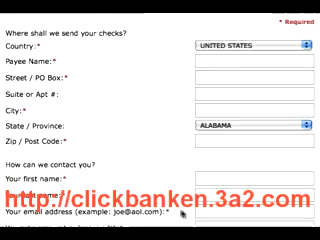 * Required
Where shall we send your checks?
Country:* UNITED STATES
Payee Name:*
Street / PO Box:*
Suite or Apt #:
City:*
State / Province: ALABAMA
Zip / Post Code:*
How can we contact you?
Your first name:*
http://clickbanken.3a2.com
Your email address (example: joe@aol.com):*